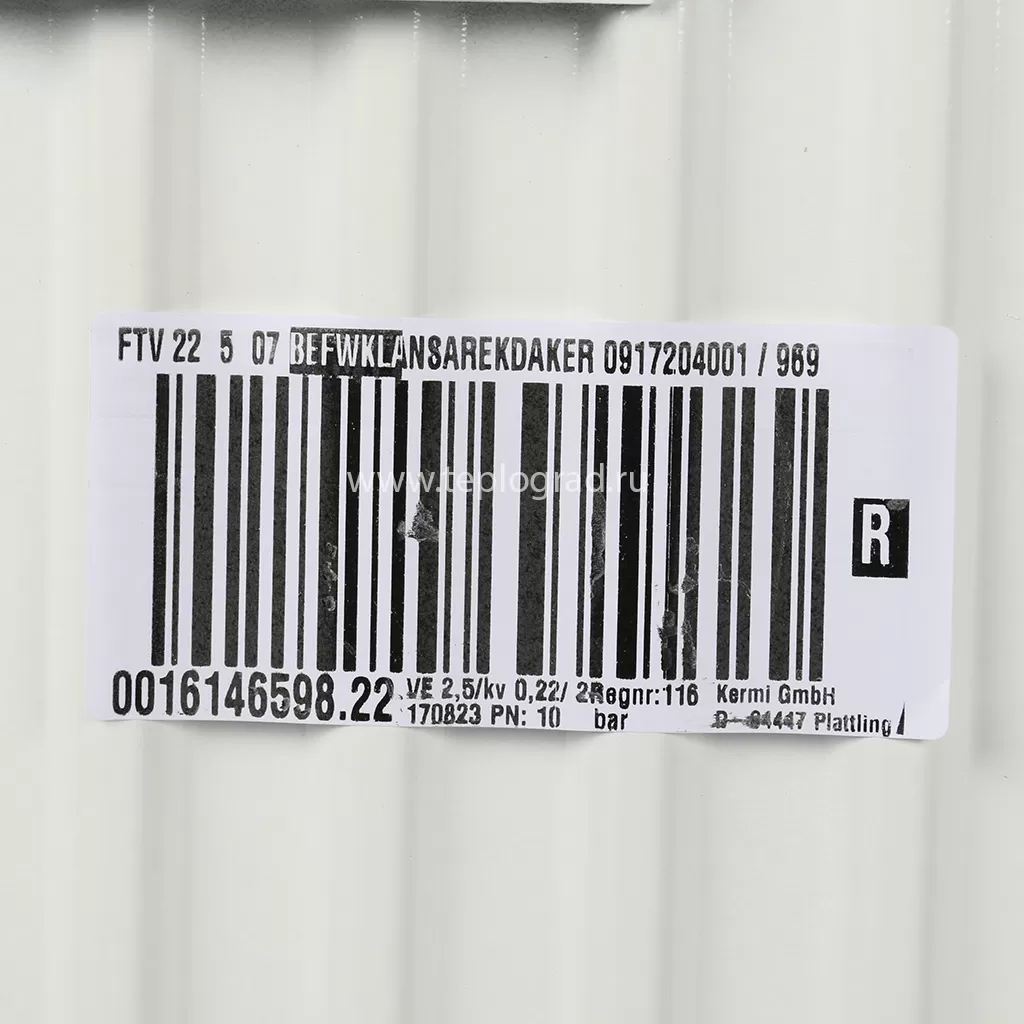 FTV 22 5 07 BEFWKLANSAREKDAKER 0917204001 / 969
www.teplograd.ru
R
0016146598.22
VE 2,5/kv 0,22/ 2 Regnr:116 Kermi GmbH
170823 PN: 10 bar D- 94447 Plattling